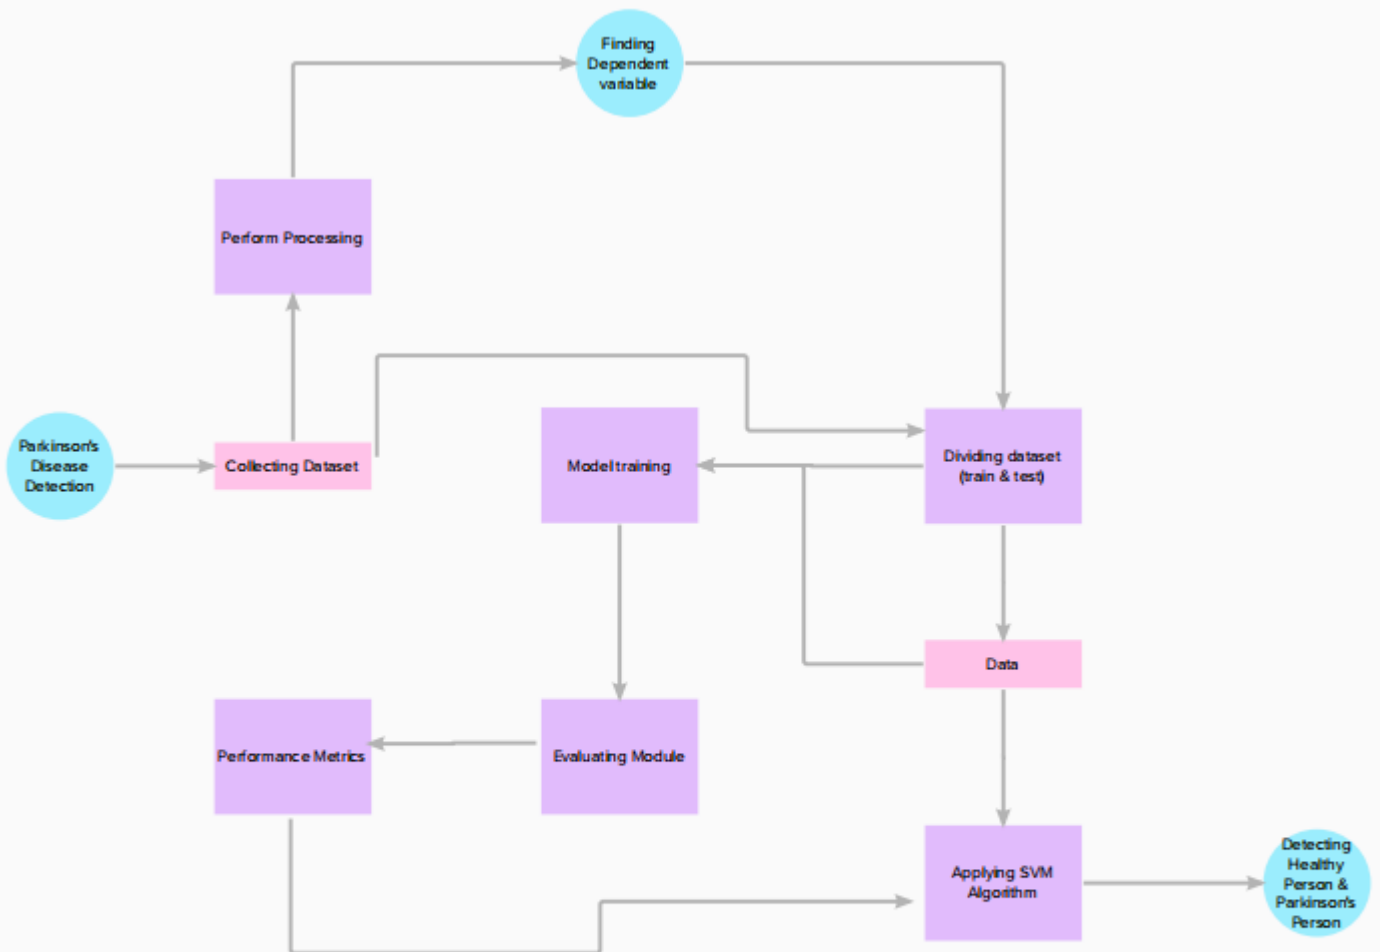 Finding
Dependent
variable
Perform Processing
Parkinson's
Disease
Detection
Collecting Dataset
Model training
Dividing dataset
(train & test)
Data
Performance Metrics
Evaluating Module
Applying SVM
Algorithm
Detecting
Healthy
Person &
Parkinson's
Person